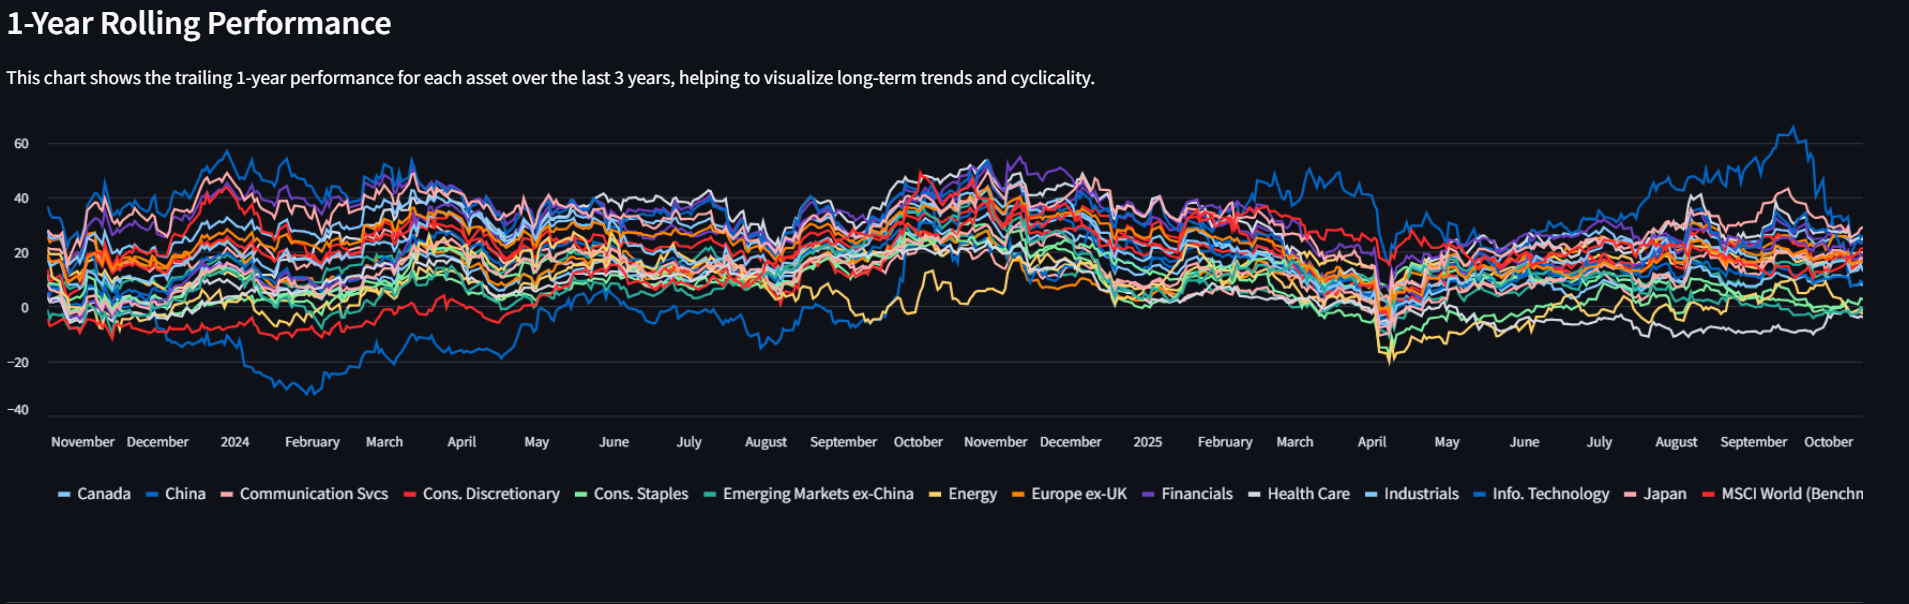 1-Year Rolling Performance
This chart shows the trailing 1-year performance for each asset over the last 3 years, helping to visualize long-term trends and cyclicality.
60
40
20
0
−20
−40
November December 2024 February March April May June July August September October November December 2025 February March April May June July August September October
Canada China Communication Svcs Cons. Discretionary Cons. Staples Emerging Markets ex-China Energy Europe ex-UK Financials Health Care Industrials Info. Technology Japan MSCI World (Benchn